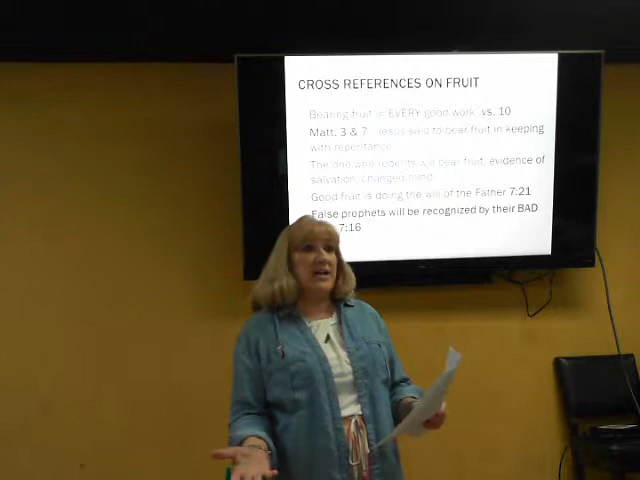 CROSS REFERENCES ON FRUIT
Bearing fruit in EVERY good work vs. 10
Matt. 3 & 7 Jesus said to bear fruit in keeping
with repentance
The one who repents will bear fruit, evidence of
salvation, changed mind
Good fruit is doing the will of the Father 7:21
False prophets will be recognized by their BAD
7:16